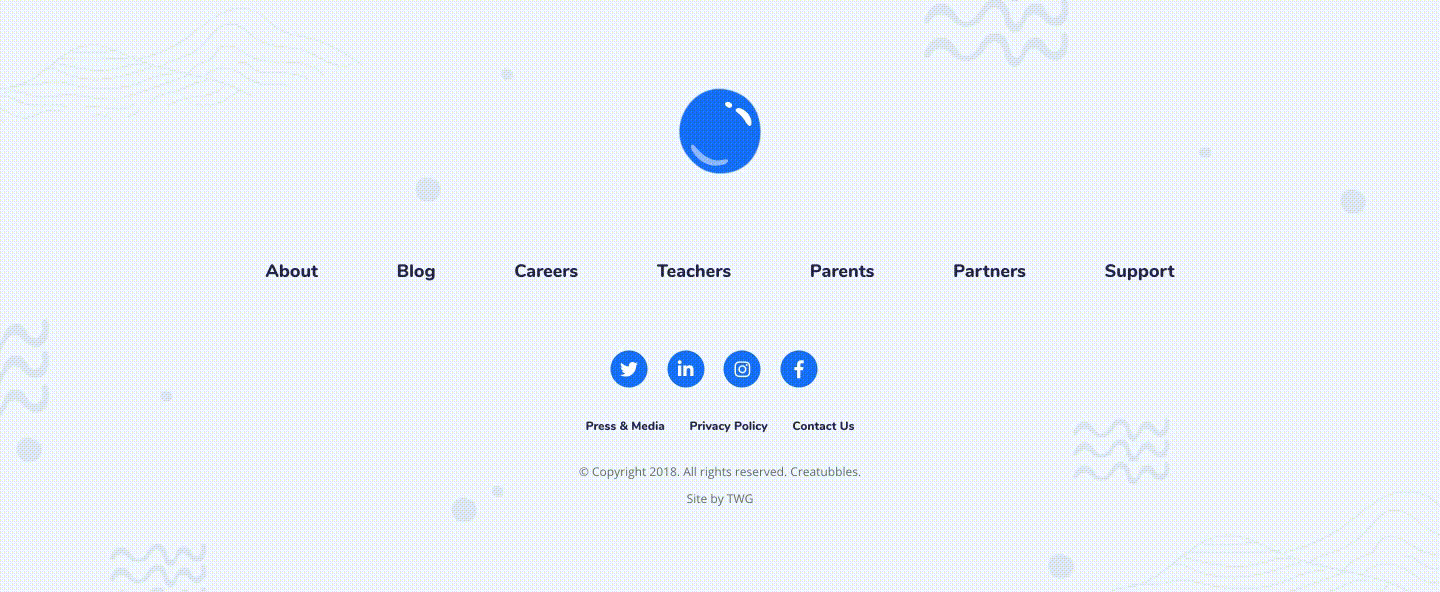 About Blog Careers Teachers Parents Partners Support
Press & Media Privacy Policy Contact Us
© Copyright 2018. All rights reserved. Creatubbles.
Site by TWG